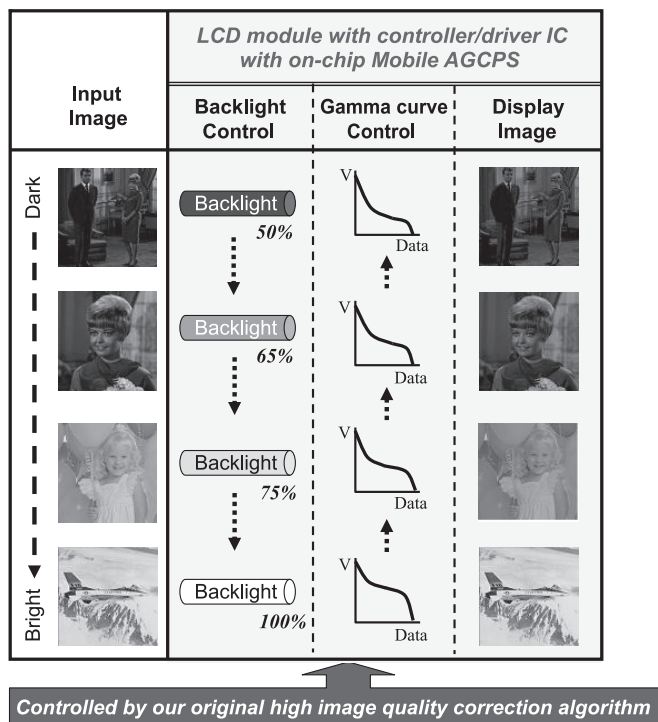 LCD module with controller/driver IC
with on-chip Mobile AGCPS
Input
Image
Backlight
Control
Gamma curve
Control
Display
Image
Dark
Backlight
50%
V
Data
Backlight
65%
V
Data
Backlight
75%
V
Data
Bright
Backlight
100%
V
Data
Controlled by our original high image quality correction algorithm